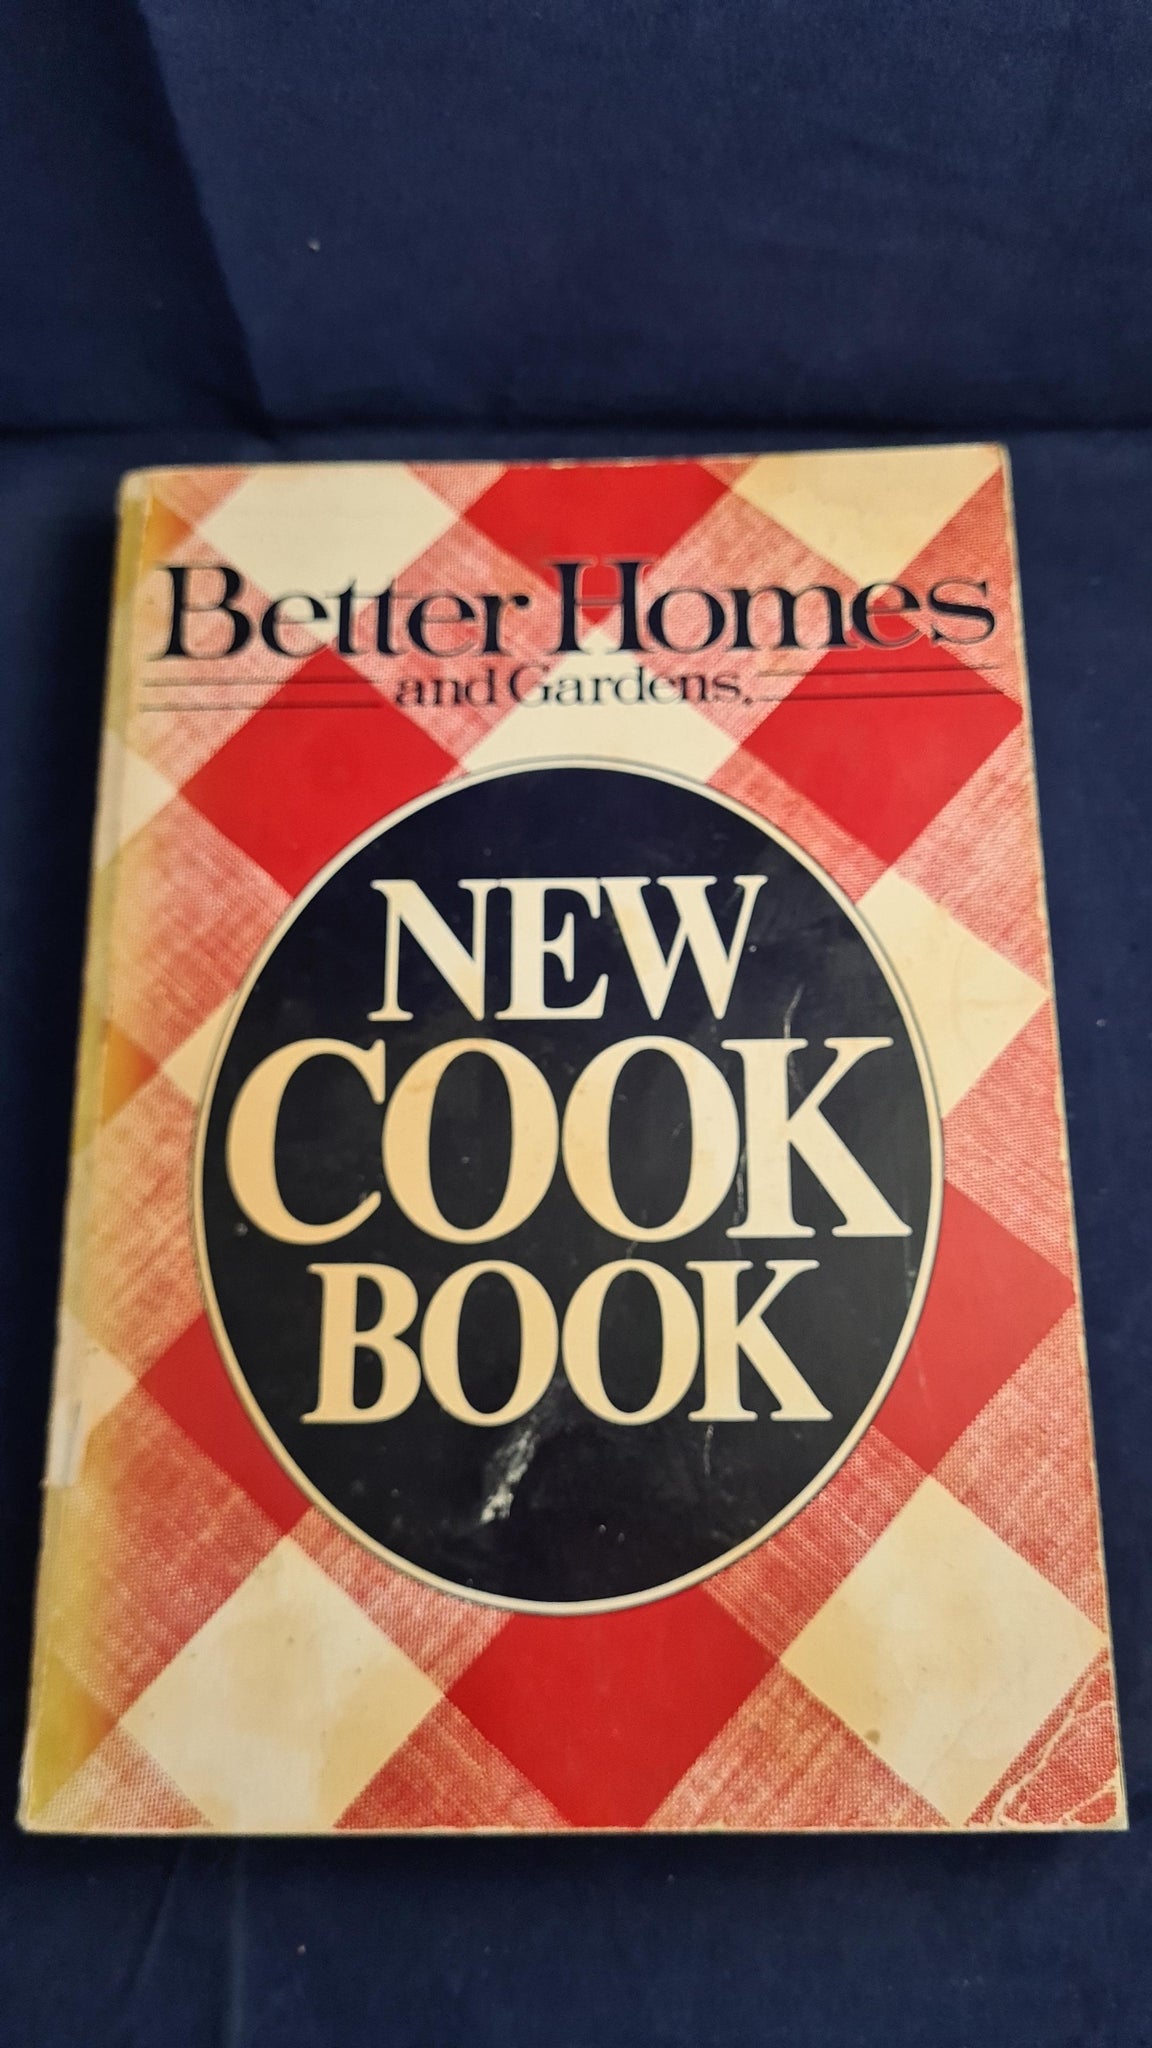 Better Homes
and Gardens.
NEW
COOK
BOOK